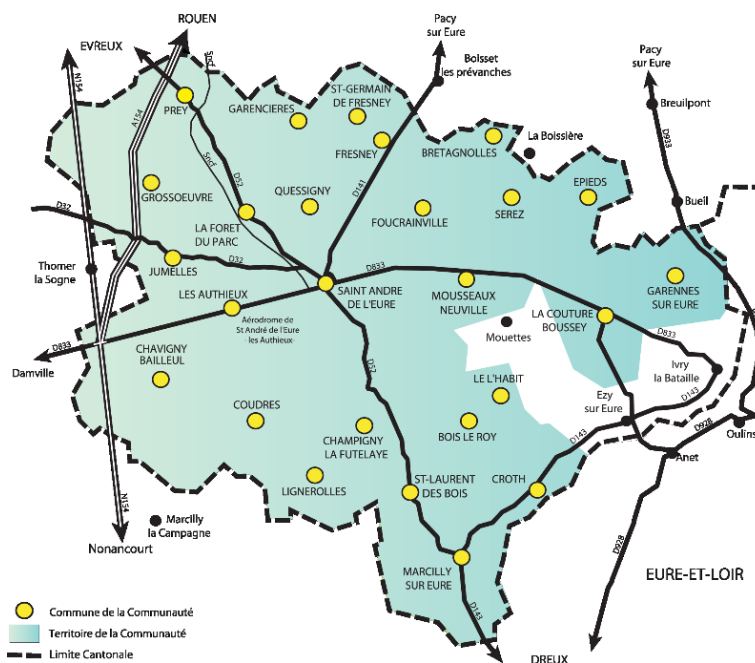 ROUEN
EVREUX
Sncf
N154
A154
PREY
GARENCIERES
ST-GERMAIN
DE FRESNEY
FRESNEY
Pacy
sur Eure
Boisset
les prévanches
BRETAGNOLLES
La Boissière
Pacy
sur Eure
Breuilpont
D933
Bueil
GROSSOEUVRE
D52
Sncf
QUESSIGNY
D141
FOUCRAINVILLE
SEREZ
EPIEDS
D32
LA FORET
DU PARC
JUMELLES
D32
Thomer
la Sogne
LES AUTHIEUX
SAINT ANDRE
DE L'EURE
D833
MOUSSEAUX
NEUVILLE
GARENNES
SUR EURE
LA COUTURE
BOUSSEY
Aérodrome de
St André de l'Eure
- les Authieux
Mouettes
D833
D833
Damville
CHAVIGNY
BAILLEUL
D52
LE L'HABIT
Ivry
la Bataille
Ezy
sur Eure
D143
COUDRES
CHAMPIGNY
LA FUTELAYE
BOIS LE ROY
D143
D928
Oulins
Anet
LIGNEROLLES
ST-LAURENT
DES BOIS
CROTH
N154
Marcilly
la Campagne
Nonancourt
MARCILLY
SUR EURE
D928
EURE-ET-LOIR
D143
DREUX
Commune de la Communauté
Territoire de la Communauté
Limite Cantonale